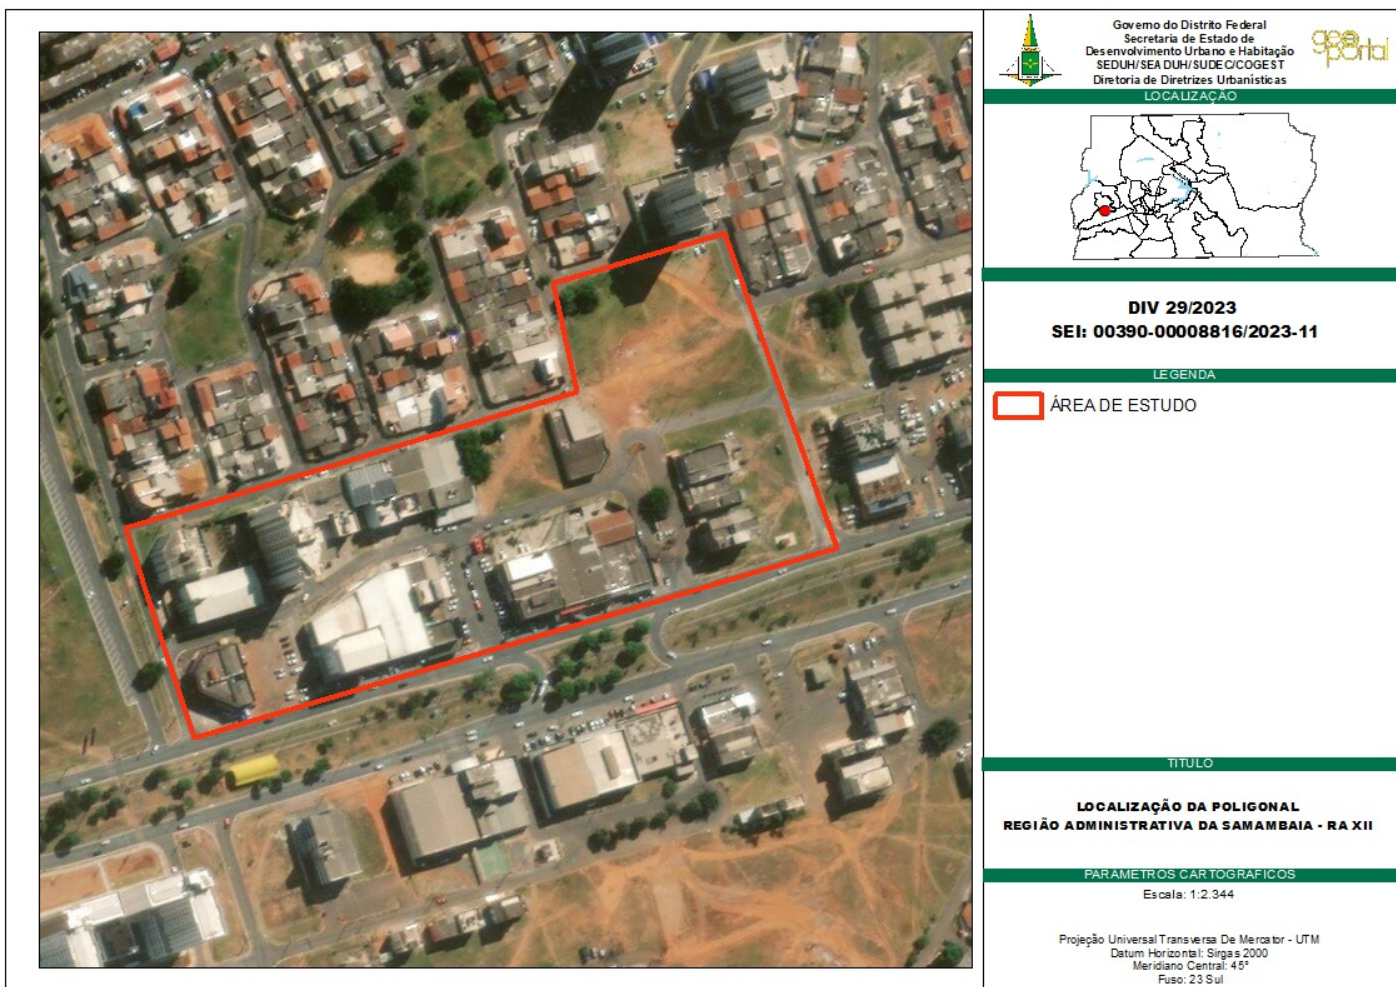 Governo do Distrito Federal
Secretaria de Estado de
Desenvolvimento Urbano e Habitação
SEDUH/SEADUH/SUDEC/COGEST
Diretoria de Diretrizes Urbanísticas
geo
portal
LOCALIZAÇÃO
DIV 29/2023
SEI: 00390-00008816/2023-11
LEGENDA
ÁREA DE ESTUDO
TITULO
LOCALIZAÇÃO DA POLIGONAL
REGIÃO ADMINISTRATIVA DA SAMAMBAIA - RA XII
PARAMETROS CARTOGRAFICOS
Escala: 1:2.344
Projeção Universal Transversa De Mercator - UTM
Datum Horizontal: Sirgas 2000
Meridiano Central: 45°
Fuso: 23 Sul